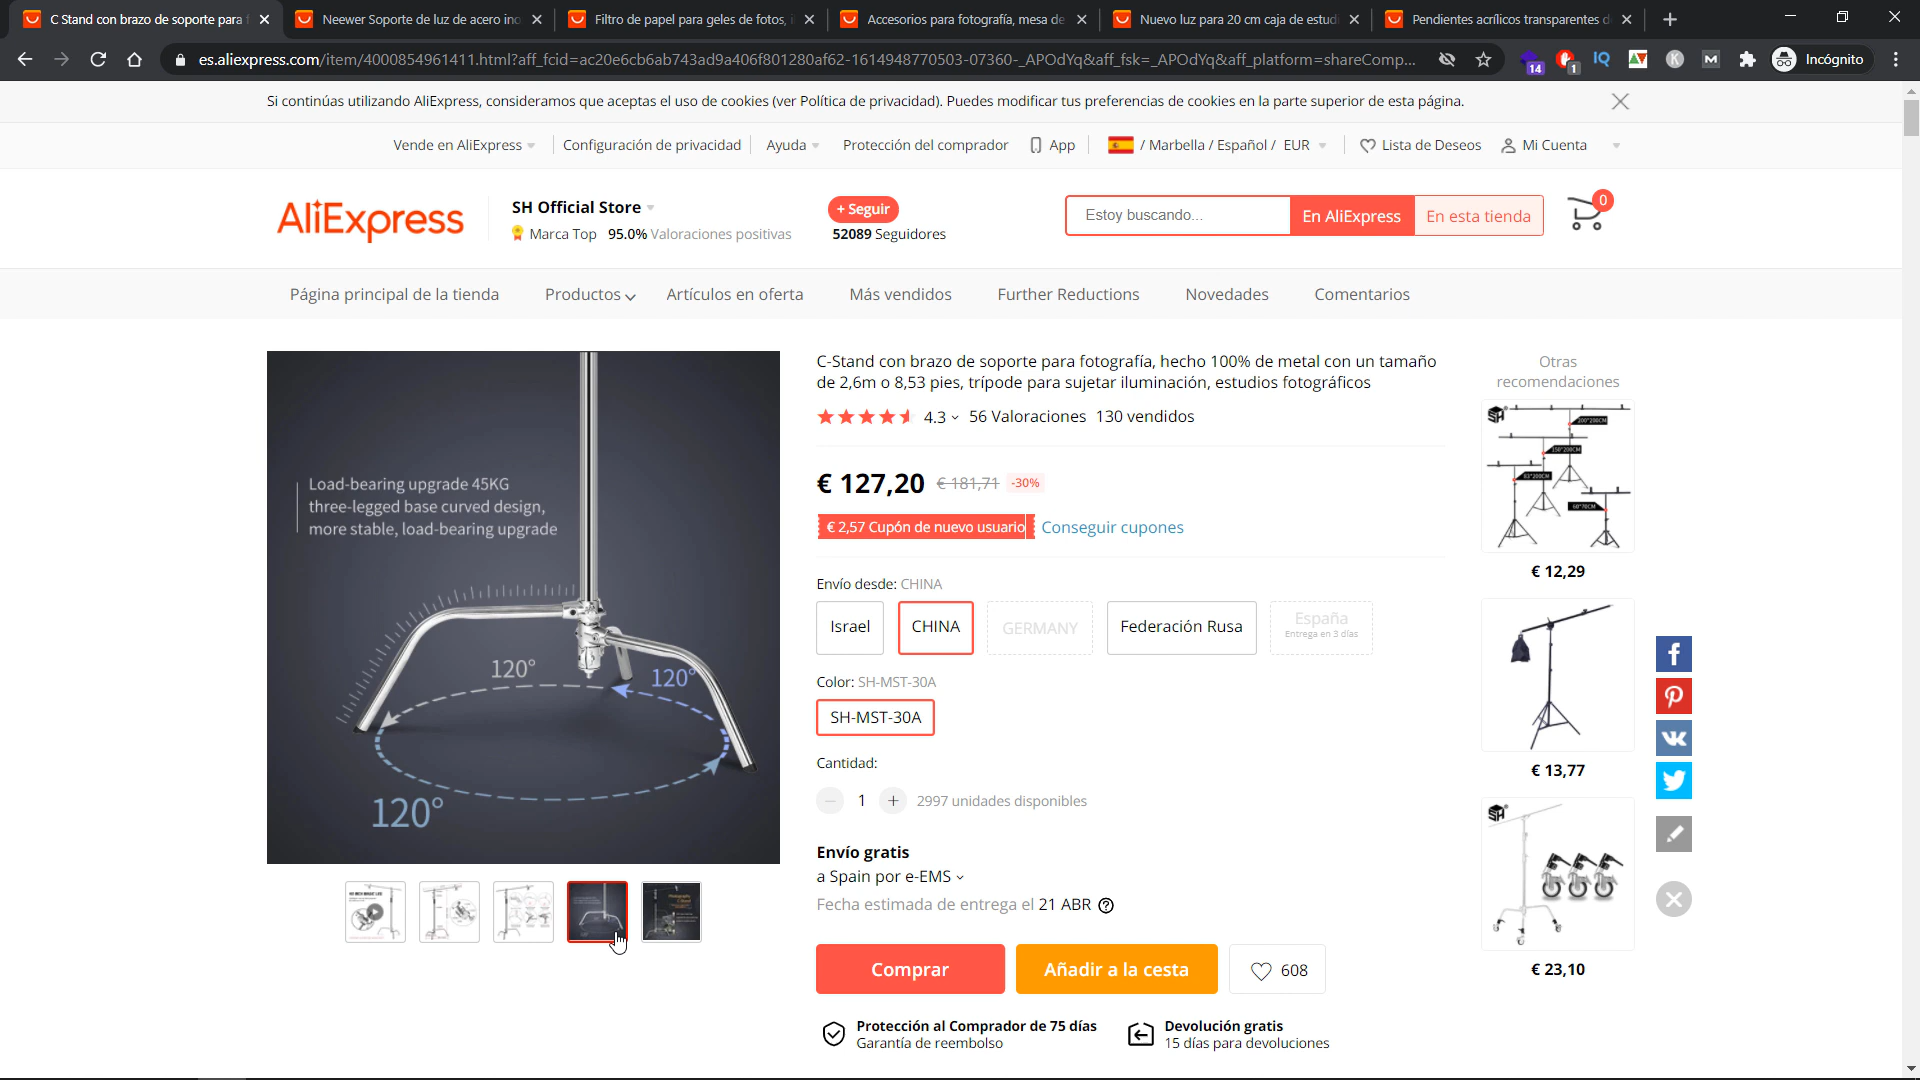 C Stand con brazo de soporte para f
Neewer Soporte de luz de acero ino
Filtro de papel para geles de fotos, i
Accesorios para fotografía, mesa de
Nuevo luz para 20 cm caja de estud
Pendientes acrílicos transparentes d
es.aliexpress.com/item/4000854961411.html?aff_fcid=ac20e6cb6ab743ad9a406f801280af62-1614948770503-07360-_APOdYq&aff_fsk=_APOdYq&aff_platform=shareComp...
14
1
IQ
K
M
Incógnito
Si continúas utilizando AliExpress, consideramos que aceptas el uso de cookies (ver Política de privacidad). Puedes modificar tus preferencias de cookies en la parte superior de esta página.
Vende en AliExpress
Configuración de privacidad
Ayuda
Protección del comprador
App
/ Marbella / Español / EUR
Lista de Deseos
Mi Cuenta
AliExpress
SH Official Store
Marca Top 95.0% Valoraciones positivas
+ Seguir
52089 Seguidores
Estoy buscando...
En AliExpress
En esta tienda
0
Página principal de la tienda
Productos
Artículos en oferta
Más vendidos
Further Reductions
Novedades
Comentarios
Load-bearing upgrade 45KG
three-legged base curved design,
more stable, load-bearing upgrade
120°
120°
120°
C-Stand con brazo de soporte para fotografía, hecho 100% de metal con un tamaño
de 2,6m o 8,53 pies, trípode para sujetar iluminación, estudios fotográficos
4.3 56 Valoraciones 130 vendidos
€ 127,20 € 181,71 -30%
€ 2,57 Cupón de nuevo usuario Conseguir cupones
Envío desde: CHINA
Israel
CHINA
GERMANY
Federación Rusa
España
Entrega en 3 días
Color: SH-MST-30A
SH-MST-30A
Cantidad:
− 1 + 2997 unidades disponibles
Envío gratis
a Spain por e-EMS
Fecha estimada de entrega el 21 ABR
Comprar
Añadir a la cesta
608
Protección al Comprador de 75 días
Garantía de reembolso
Devolución gratis
15 días para devoluciones
Otras
recomendaciones
SH
200*200CM
150*200CM
60*70CM
€ 12,29
€ 13,77
SH
€ 23,10